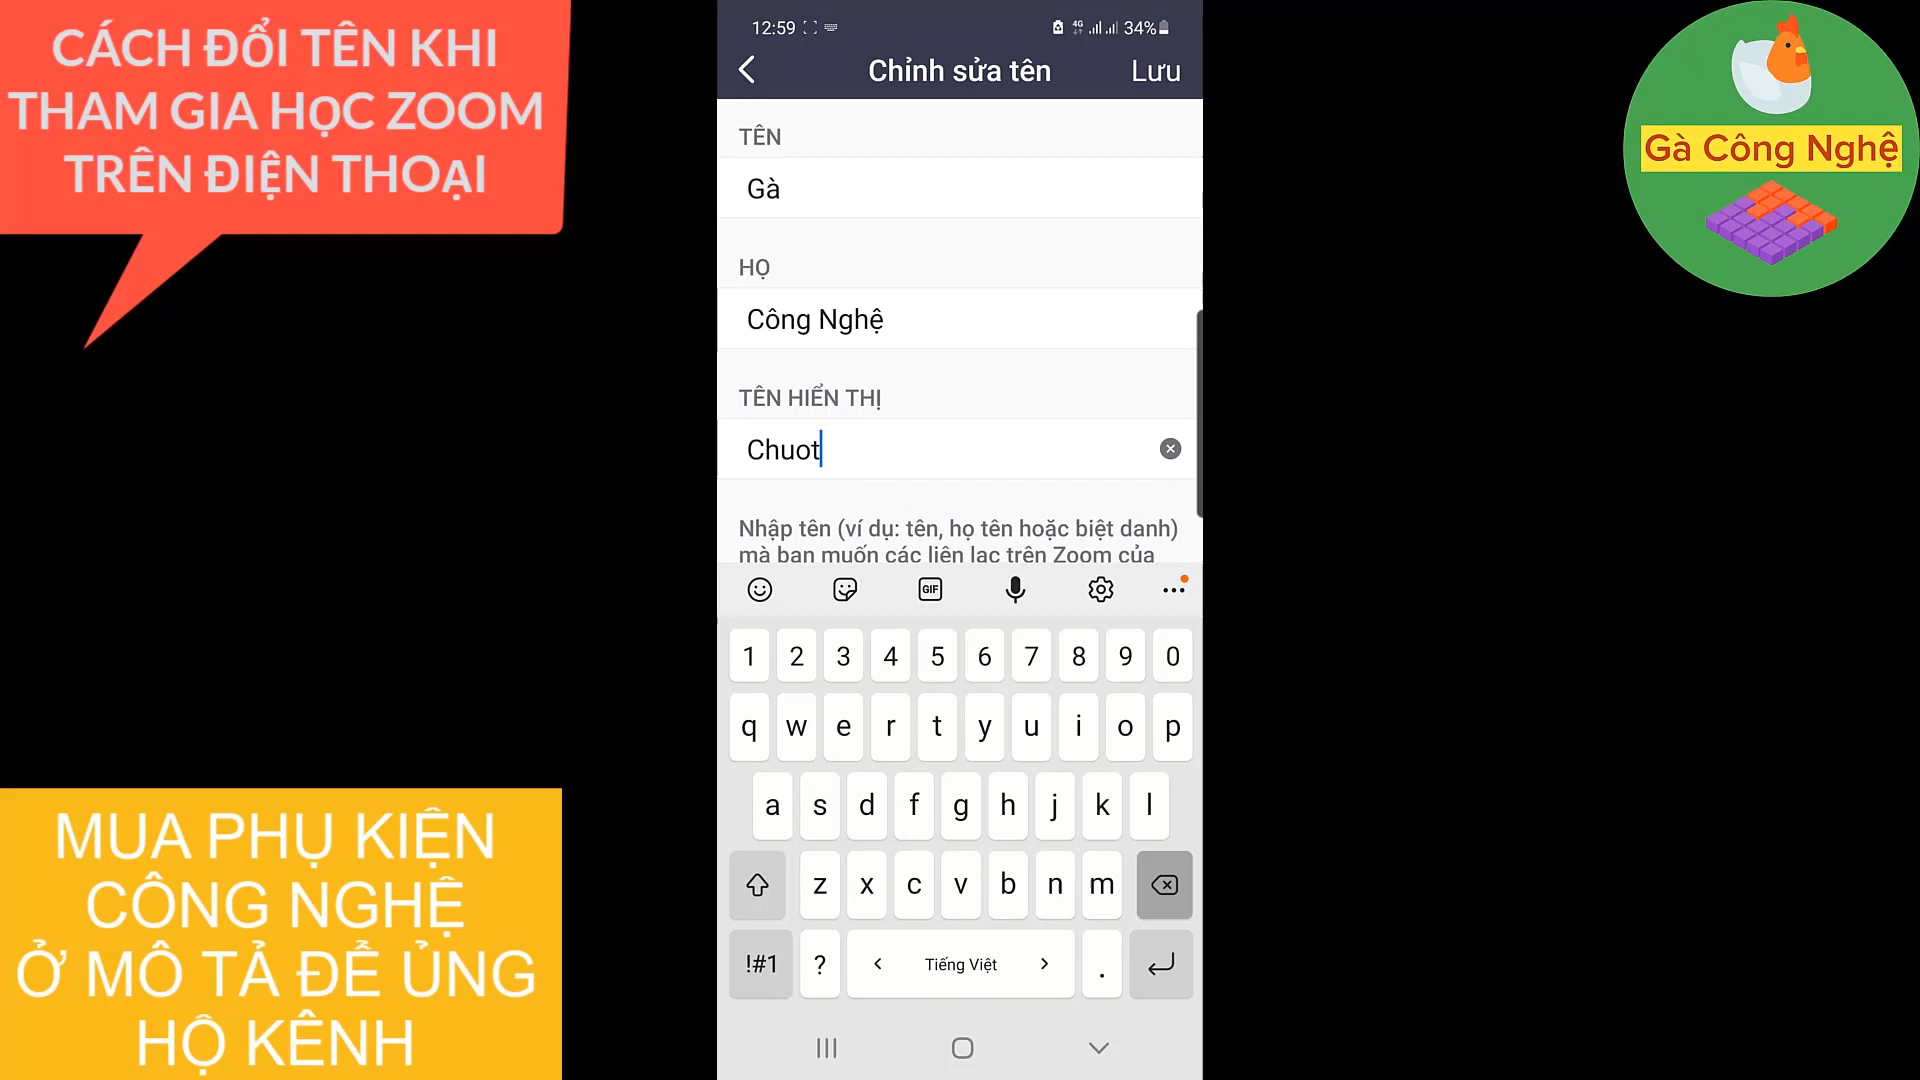 CÁCH ĐỔI TÊN KHI
THAM GIA HỌC ZOOM
TRÊN ĐIỆN THOẠI
12:59
4G
34%
Chỉnh sửa tên
Lưu
TÊN
Gà
HỌ
Công Nghệ
TÊN HIỂN THỊ
Chuot
Nhập tên (ví dụ: tên, họ tên hoặc biệt danh)
mà bạn muốn các liên lạc trên Zoom của
GIF
1 2 3 4 5 6 7 8 9 0
q w e r t y u i o p
a s d f g h j k l
z x c v b n m
!#1 ? < Tiếng Việt > .
Gà Công Nghệ
MUA PHỤ KIỆN
CÔNG NGHỆ
Ở MÔ TẢ ĐỂ ỦNG
HỘ KÊNH